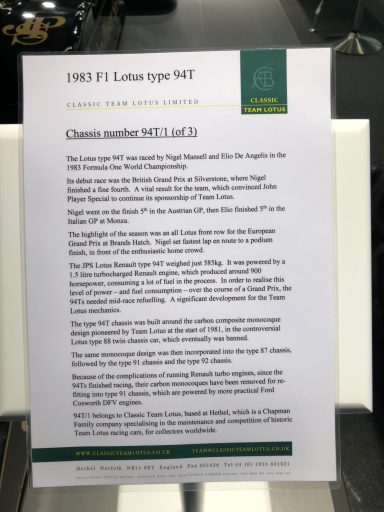 1983 F1 Lotus type 94T
CLASSIC TEAM LOTUS LIMITED
CLASSIC
TEAM LOTUS
Chassis number 94T/1 (of 3)
The Lotus type 94T was raced by Nigel Mansell and Elio De Angelis in the
1983 Formula One World Championship.
Its debut race was the British Grand Prix at Silverstone, where Nigel
finished a fine fourth. A vital result for the team, which convinced John
Player Special to continue its sponsorship of Team Lotus.
Nigel went on the finish 5th in the Austrian GP, then Elio finished 5th in the
Italian GP at Monza.
The highlight of the season was an all Lotus front row for the European
Grand Prix at Brands Hatch. Nigel set fastest lap en route to a podium
finish, in front of the enthusiastic home crowd.
The JPS Lotus Renault type 94T weighed just 585kg. It was powered by a
1.5 litre turbocharged Renault engine, which produced around 900
horsepower, consuming a lot of fuel in the process. In order to realise this
level of power – and fuel consumption – over the course of a Grand Prix, the
94Ts needed mid-race refuelling. A significant development for the Team
Lotus mechanics.
The type 94T chassis was built around the carbon composite monocoque
design pioneered by Team Lotus at the start of 1981, in the controversial
Lotus type 88 twin chassis car, which eventually was banned.
The same monocoque design was then incorporated into the type 87 chassis,
followed by the type 91 chassis and the type 92 chassis.
Because of the complications of running Renault turbo engines, since the
94Ts finished racing, their carbon monocoques have been removed for re-
fitting into type 91 chassis, which are powered by more practical Ford
Cosworth DFV engines.
94T/1 belongs to Classic Team Lotus, based at Hethel, which is a Chapman
Family company specialising in the maintenance and competition of historic
Team Lotus racing cars, for collectors worldwide.
WWW.CLASSICTEAMLOTUS.CO.UK
TEAM@CLASSICTEAMLOTUS.CO.UK
Hethel Norfolk NR14 8EY England Fax 601626 Tel 44 (0) 1953 601621